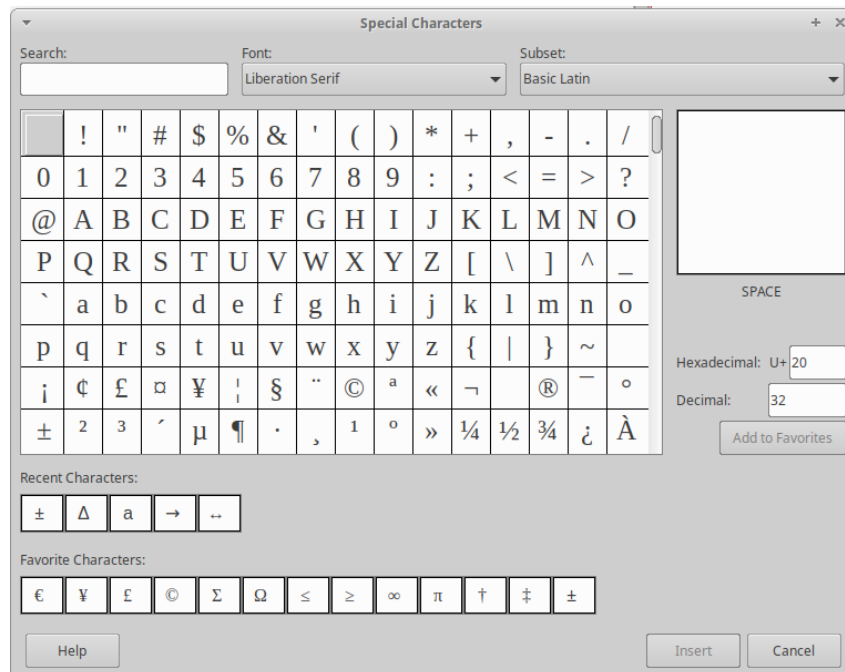 Special Characters
Search: Font: Subset:
Liberation Serif Basic Latin
! " # $ % & ' ( ) * + , - . /
0 1 2 3 4 5 6 7 8 9 : ; < = > ?
@ A B C D E F G H I J K L M N O
P Q R S T U V W X Y Z [ \ ] ^ _
` a b c d e f g h i j k l m n o
p q r s t u v w x y z { | } ~
¡ ¢ £ ¤ ¥ ¦ § ¨ © ª « ¬ ® ¯ °
± ² ³ ´ µ ¶ · ¸ ¹ º » ¼ ½ ¾ ¿ À
SPACE
Hexadecimal: U+ 20
Decimal: 32
Add to Favorites
Recent Characters:
± Δ a → ↔
Favorite Characters:
€ ¥ £ © Σ Ω ≤ ≥ ∞ π † ‡ ±
Help Insert Cancel